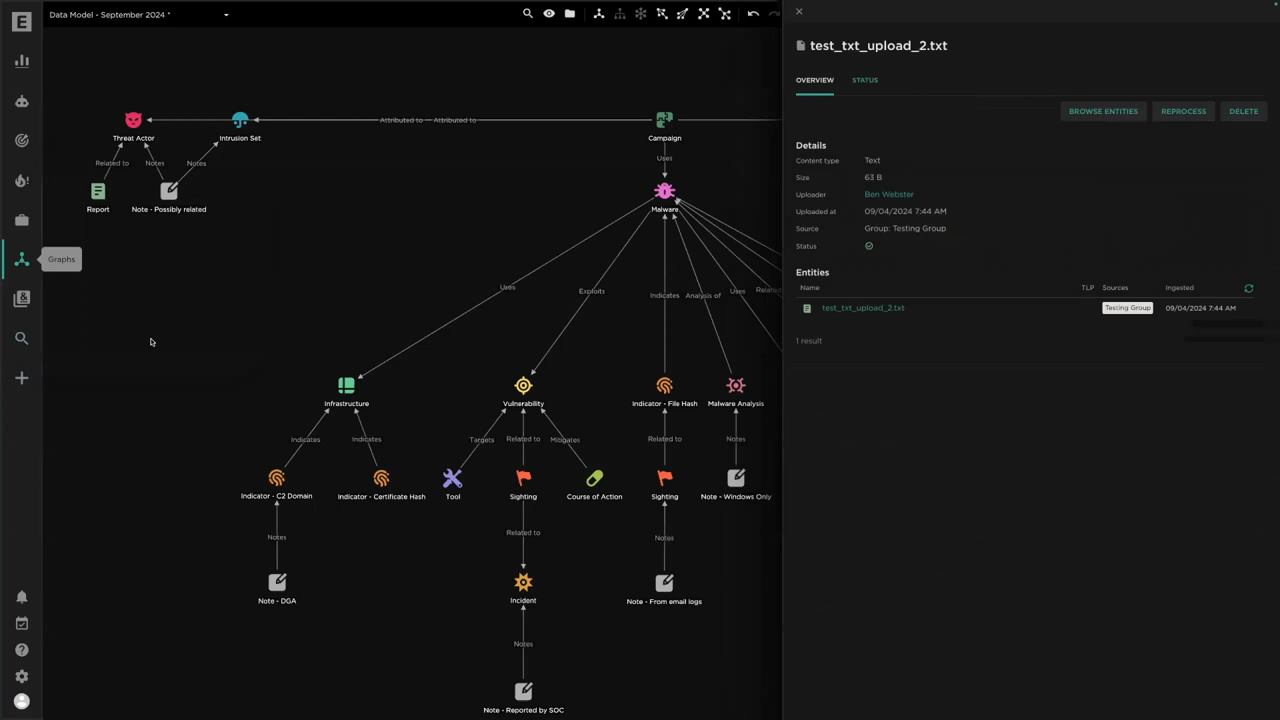 E
Data Model - September 2024 *
Threat Actor
Intrusion Set
Attributed to — Attributed to
Campaign
Related to
Notes
Notes
Uses
Report
Note - Possibly related
Malware
Graphs
Uses
Exploits
Indicates
Analysis of
Uses
Related
Infrastructure
Vulnerability
Indicator - File Hash
Malware Analysis
Indicates
Indicates
Targets
Related to
Mitigates
Related to
Notes
Indicator - C2 Domain
Indicator - Certificate Hash
Tool
Sighting
Course of Action
Sighting
Note - Windows Only
Notes
Related to
Notes
Note - DGA
Incident
Note - From email logs
Notes
Note - Reported by SOC
test_txt_upload_2.txt
OVERVIEW
STATUS
BROWSE ENTITIES
REPROCESS
DELETE
Details
Content type Text
Size 63 B
Uploader Ben Webster
Uploaded at 09/04/2024 7:44 AM
Source Group: Testing Group
Status
Entities
Name TLP Sources Ingested
test_txt_upload_2.txt Testing Group 09/04/2024 7:44 AM
1 result